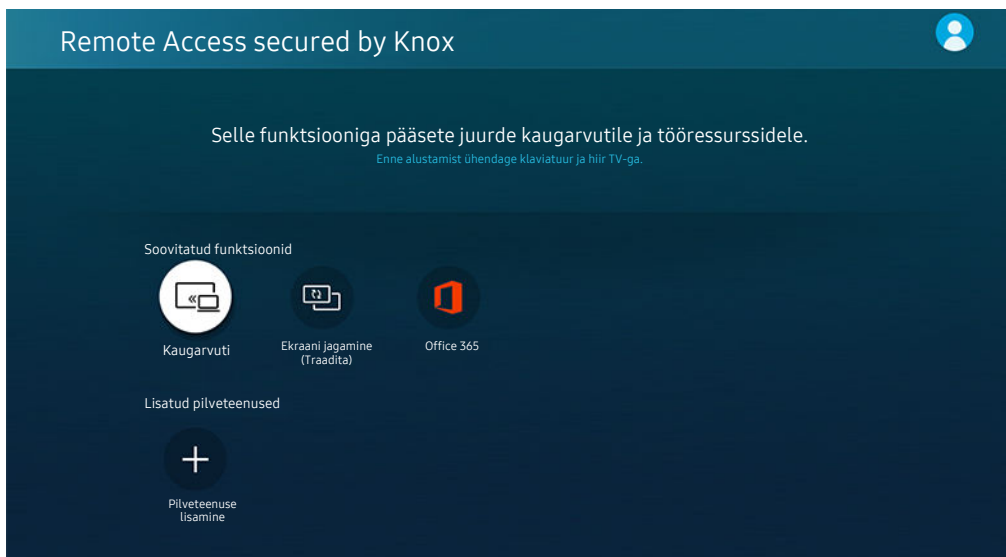 Remote Access secured by Knox
Selle funktsiooniga pääsete juurde kaugarvutile ja tööressurssidele.
Enne alustamist ühendage klaviatuur ja hiir TV-ga.
Soovitatud funktsioonid
Kaugarvuti
Ekraani jagamine
(Traadita)
Office 365
Lisatud pilveteenused
Pilveteenuse
lisamine